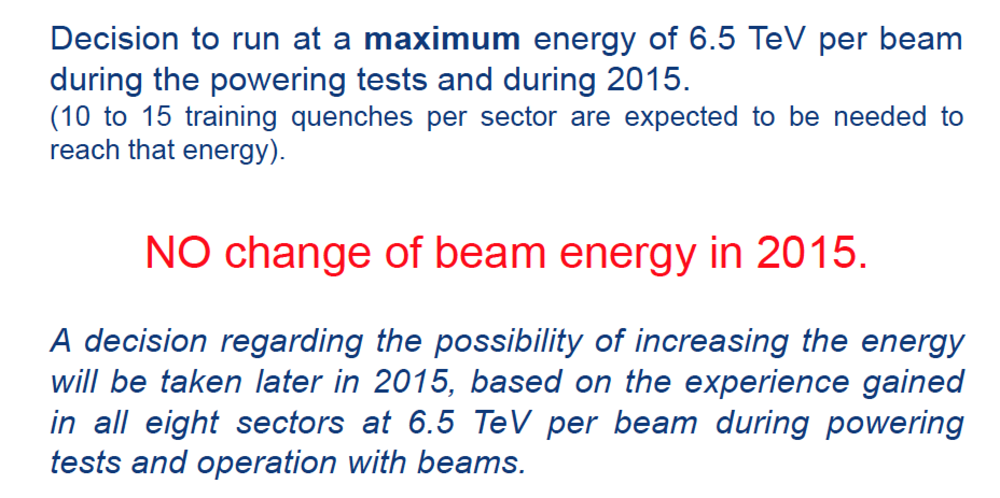 Decision to run at a maximum energy of 6.5 TeV per beam
during the powering tests and during 2015.
(10 to 15 training quenches per sector are expected to be needed to
reach that energy).
NO change of beam energy in 2015.
A decision regarding the possibility of increasing the energy
will be taken later in 2015, based on the experience gained
in all eight sectors at 6.5 TeV per beam during powering
tests and operation with beams.